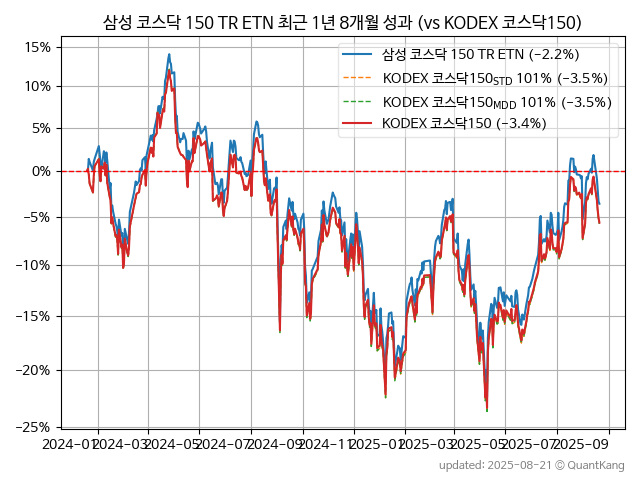 삼성 코스닥 150 TR ETN 최근 1년 8개월 성과 (vs KODEX 코스닥150)
15%
10%
5%
0%
−5%
−10%
−15%
−20%
−25%
삼성 코스닥 150 TR ETN (−2.2%)
KODEX 코스닥150STD 101% (−3.5%)
KODEX 코스닥150MDD 101% (−3.5%)
KODEX 코스닥150 (−3.4%)
2024-01 2024-03 2024-05 2024-07 2024-09 2024-11 2025-01 2025-03 2025-05 2025-07 2025-09
updated: 2025-08-21 © QuantKang